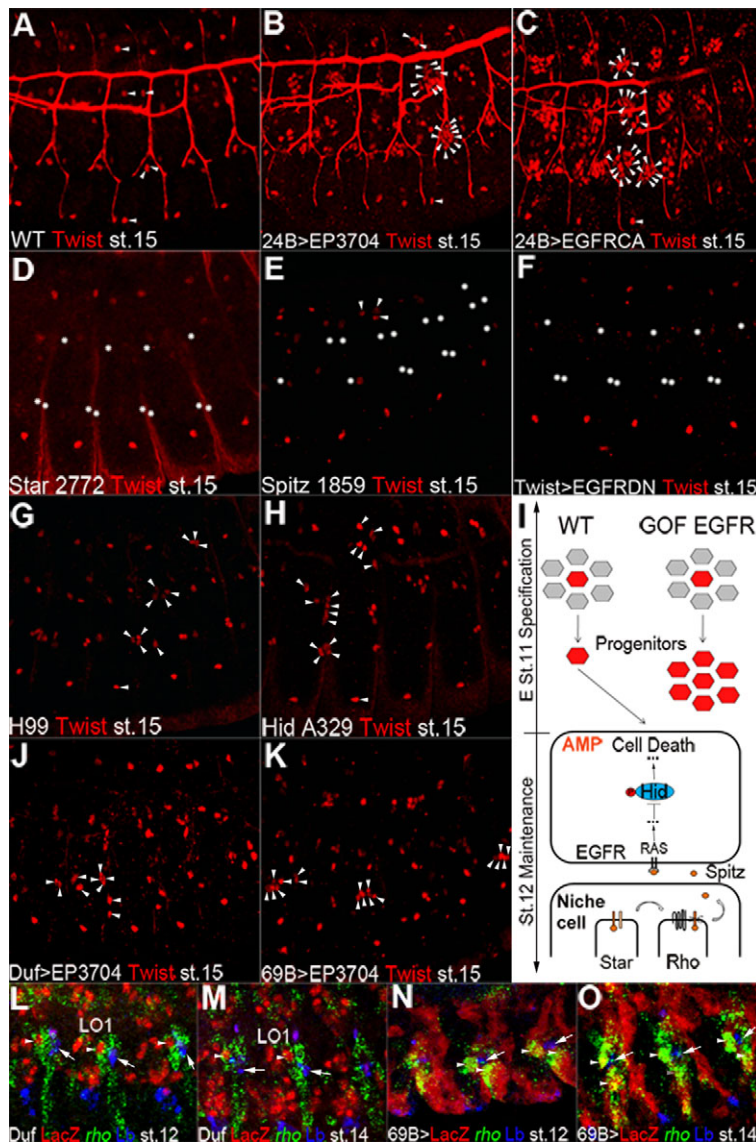 A
WT Twist st.15
B
24B>EP3704 Twist st.15
C
24B>EGFRCA Twist st.15
D
Star 2772 Twist st.15
E
Spitz 1859 Twist st.15
F
Twist>EGFRDN Twist st.15
G
H99 Twist st.15
H
Hid A329 Twist st.15
I
WT GOF EGFR
E St.11 Specification
Progenitors
St.12 Maintenance
AMP Cell Death
Hid
RAS
EGFR
Spitz
Niche
cell
Star Rho
J
Duf>EP3704 Twist st.15
K
69B>EP3704 Twist st.15
L
LO1
Duf LacZ rho Lb st.12
M
LO1
Duf LacZ rho Lb st.14
N
69B>LacZ rho Lb st.12
O
69B>LacZ rho Lb